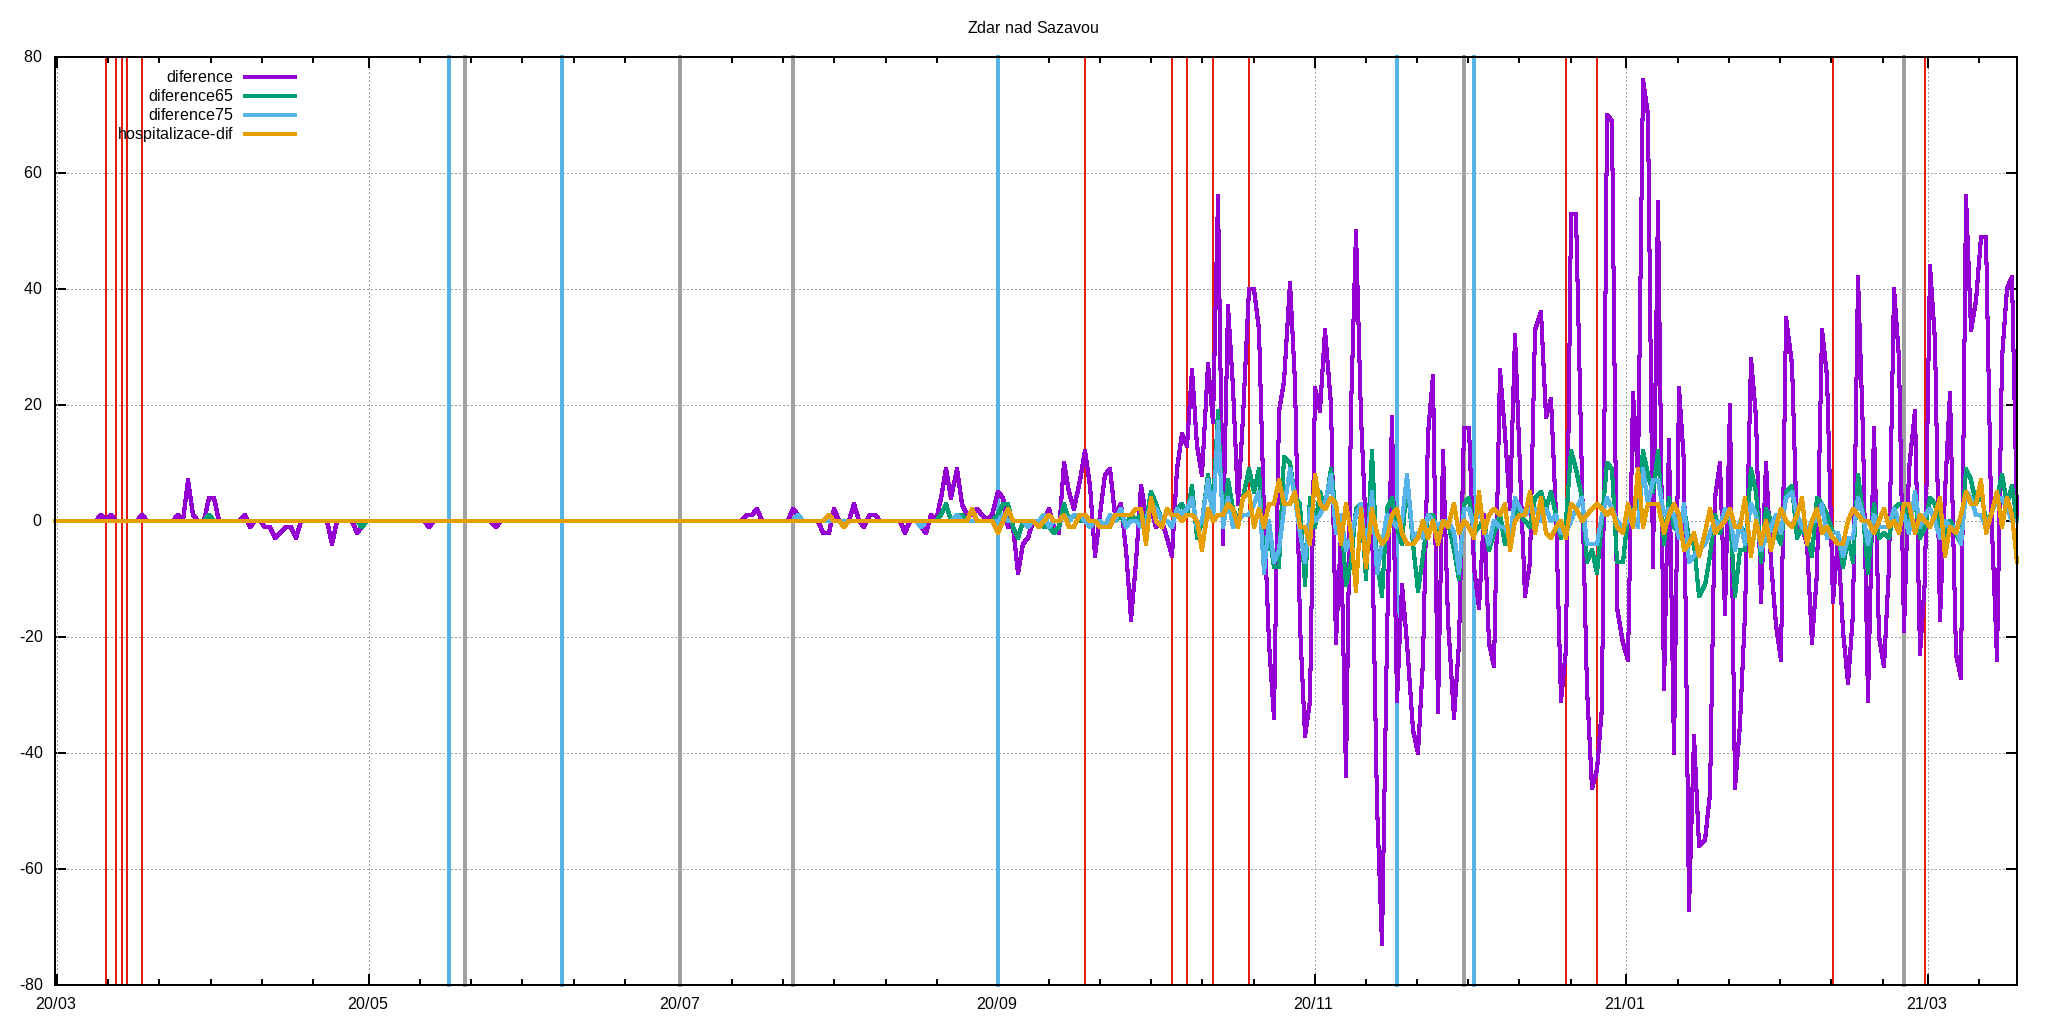 Zdar nad Sazavou
80
60
40
20
0
-20
-40
-60
-80
diference
diference65
diference75
hospitalizace-dif
20/03 20/05 20/07 20/09 20/11 21/01 21/03